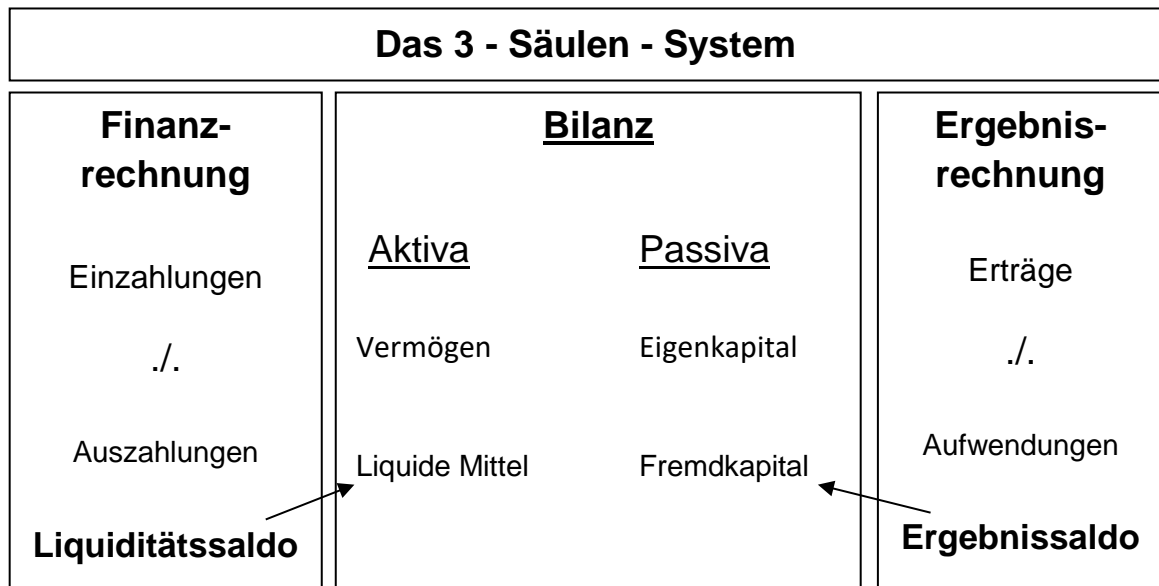 Das 3 - Säulen - System
Finanz-
rechnung
Einzahlungen
./.
Auszahlungen
Liquiditätssaldo
Bilanz
Aktiva
Vermögen
Liquide Mittel
Passiva
Eigenkapital
Fremdkapital
Ergebnis-
rechnung
Erträge
./.
Aufwendungen
Ergebnissaldo